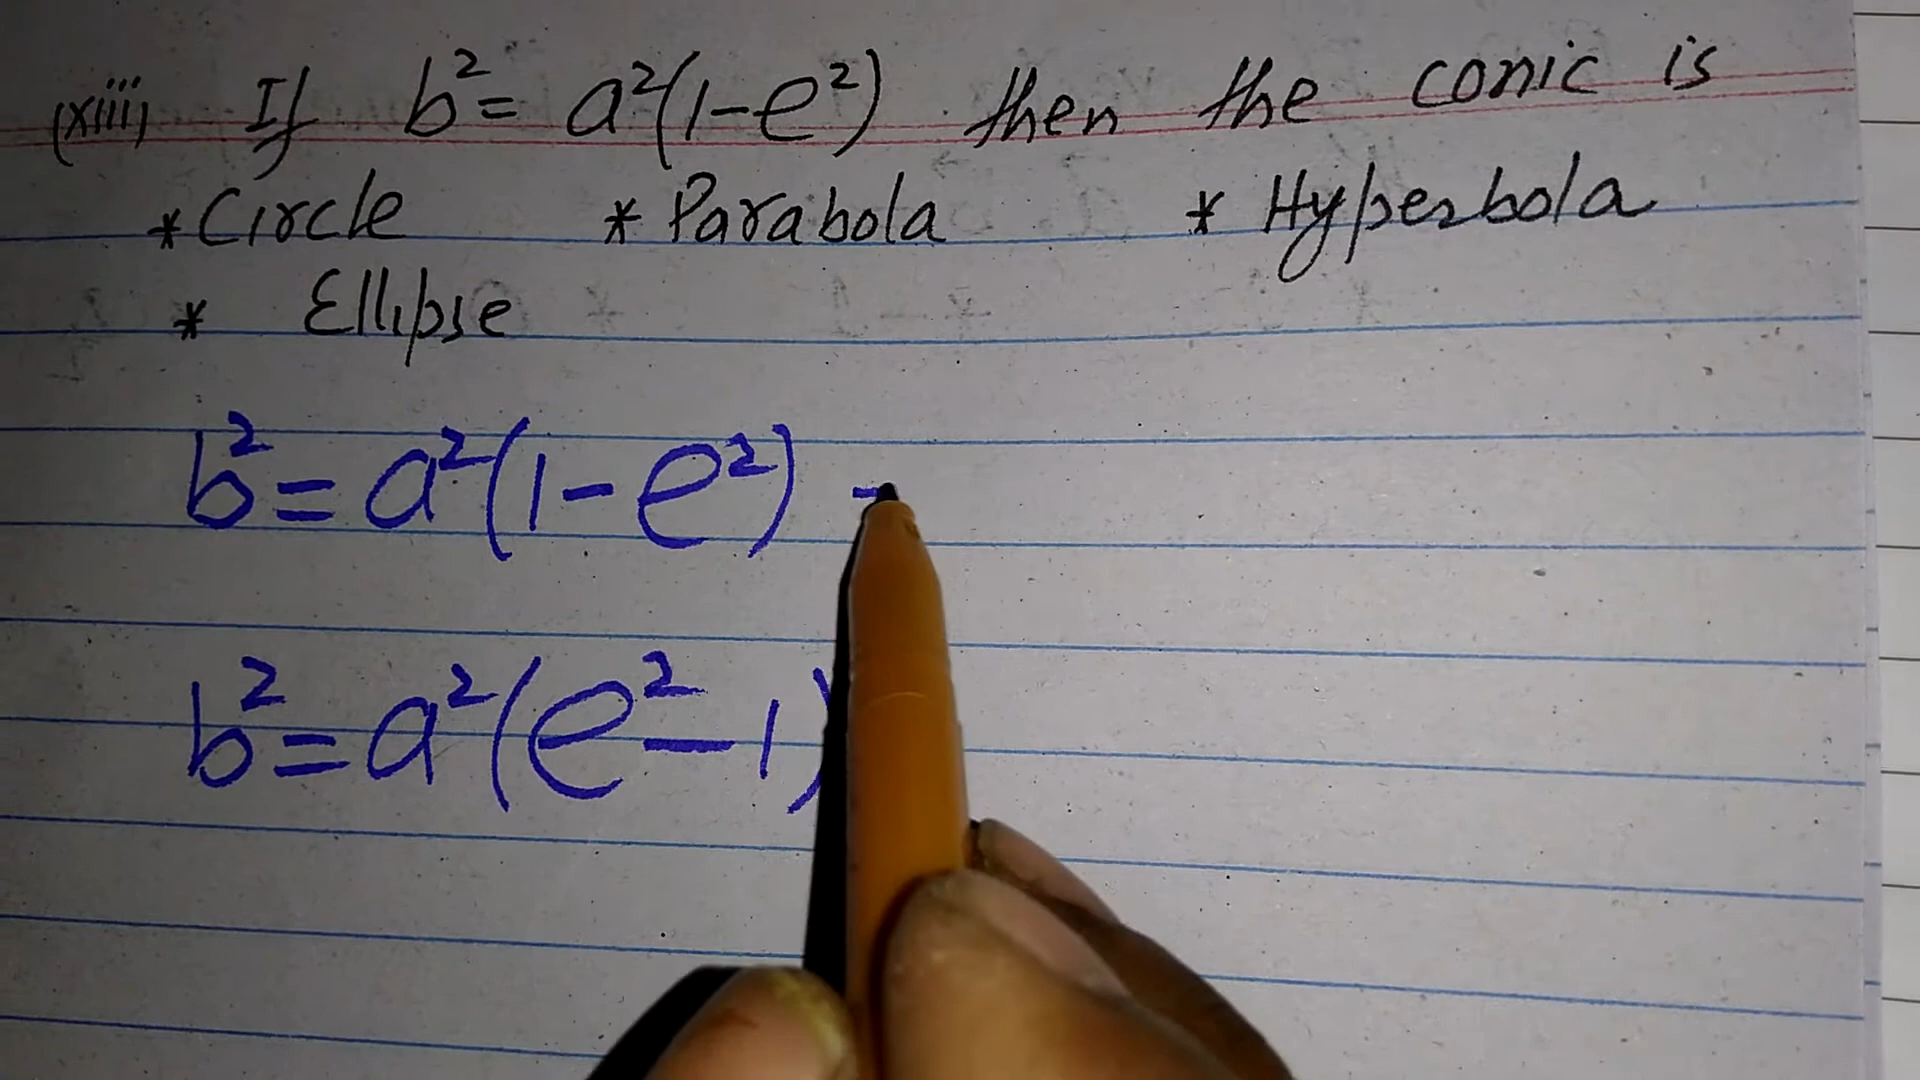 (xiii) If b² = a²(1-e²) then the conic is
* Circle * Parabola * Hyperbola
* Ellipse
b² = a²(1-e²) -
b² = a²(e²-1)